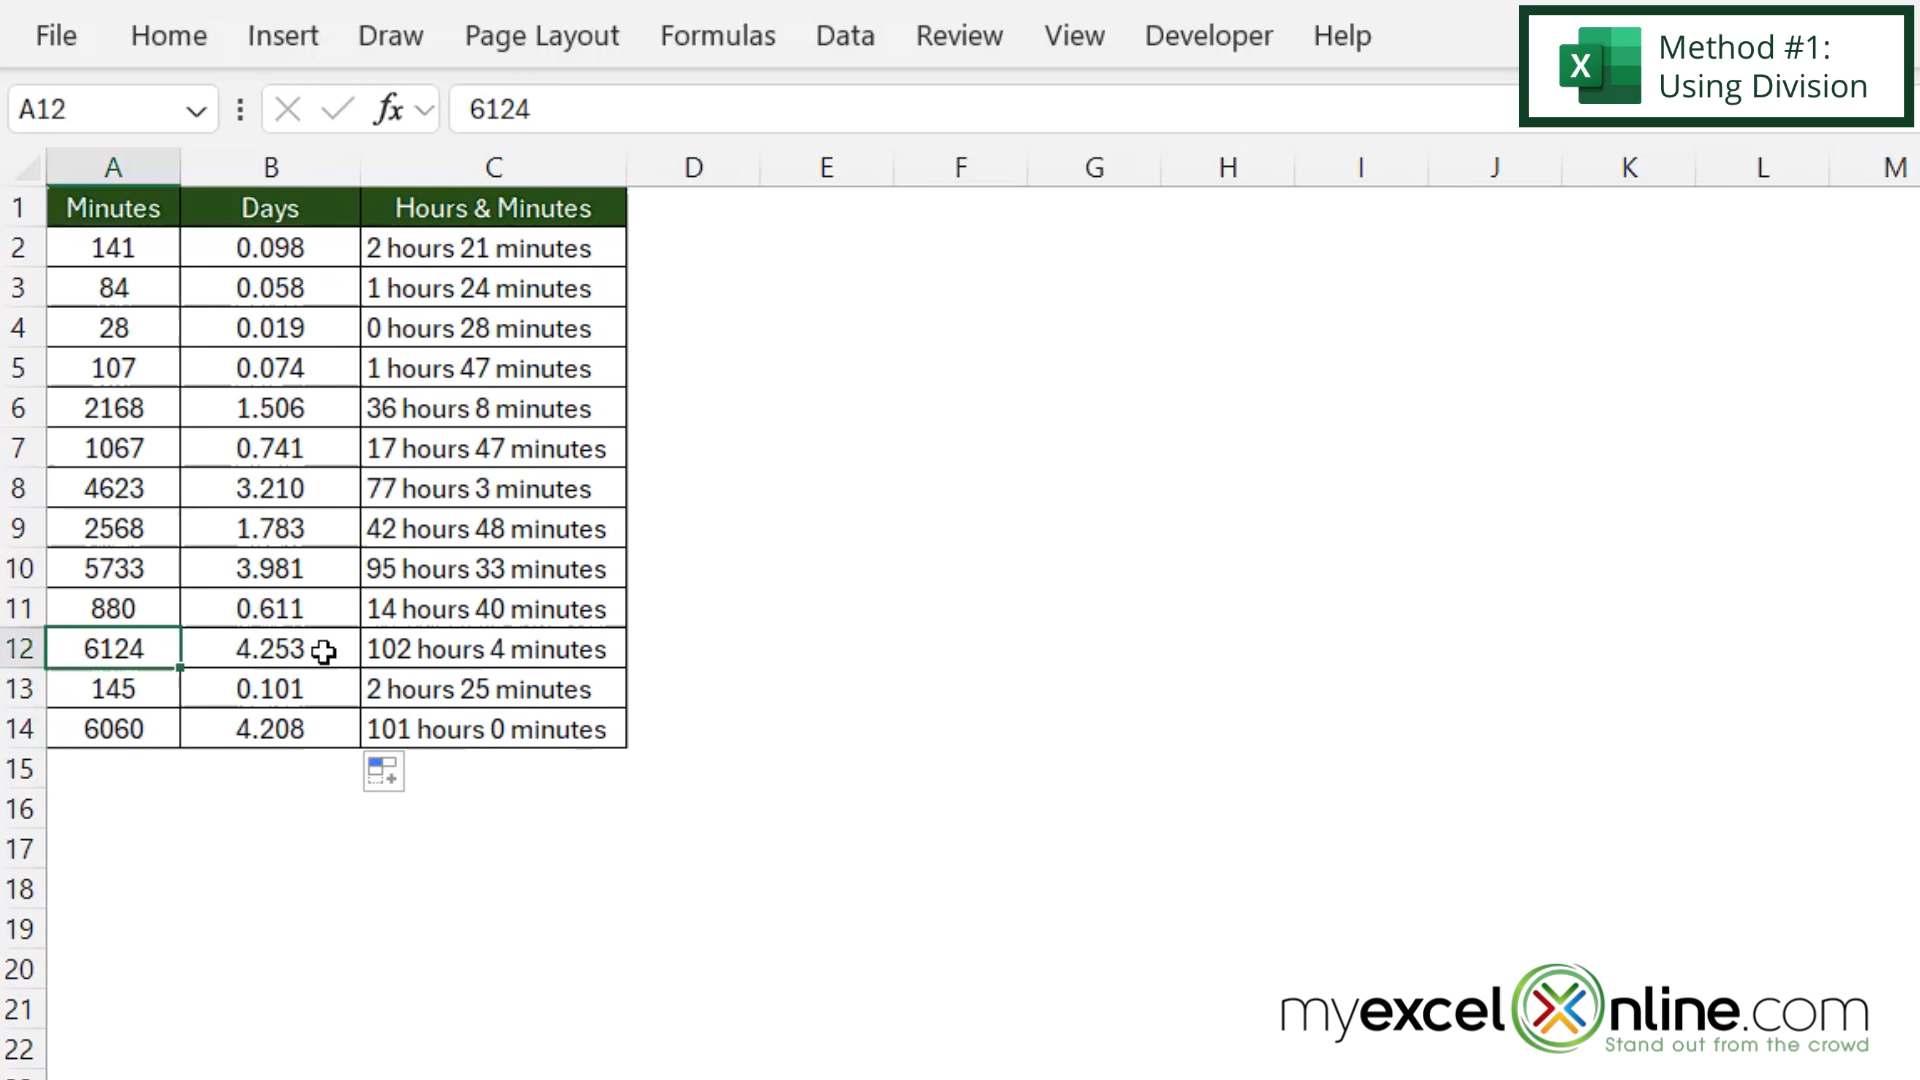 File Home Insert Draw Page Layout Formulas Data Review View Developer Help
X Method #1:
Using Division
A12 fx 6124
A B C D E F G H I J K L M
1 Minutes Days Hours & Minutes
2 141 0.098 2 hours 21 minutes
3 84 0.058 1 hours 24 minutes
4 28 0.019 0 hours 28 minutes
5 107 0.074 1 hours 47 minutes
6 2168 1.506 36 hours 8 minutes
7 1067 0.741 17 hours 47 minutes
8 4623 3.210 77 hours 3 minutes
9 2568 1.783 42 hours 48 minutes
10 5733 3.981 95 hours 33 minutes
11 880 0.611 14 hours 40 minutes
12 6124 4.253 102 hours 4 minutes
13 145 0.101 2 hours 25 minutes
14 6060 4.208 101 hours 0 minutes
15
16
17
18
19
20
21
22
myexcelOnline.com
Stand out from the crowd